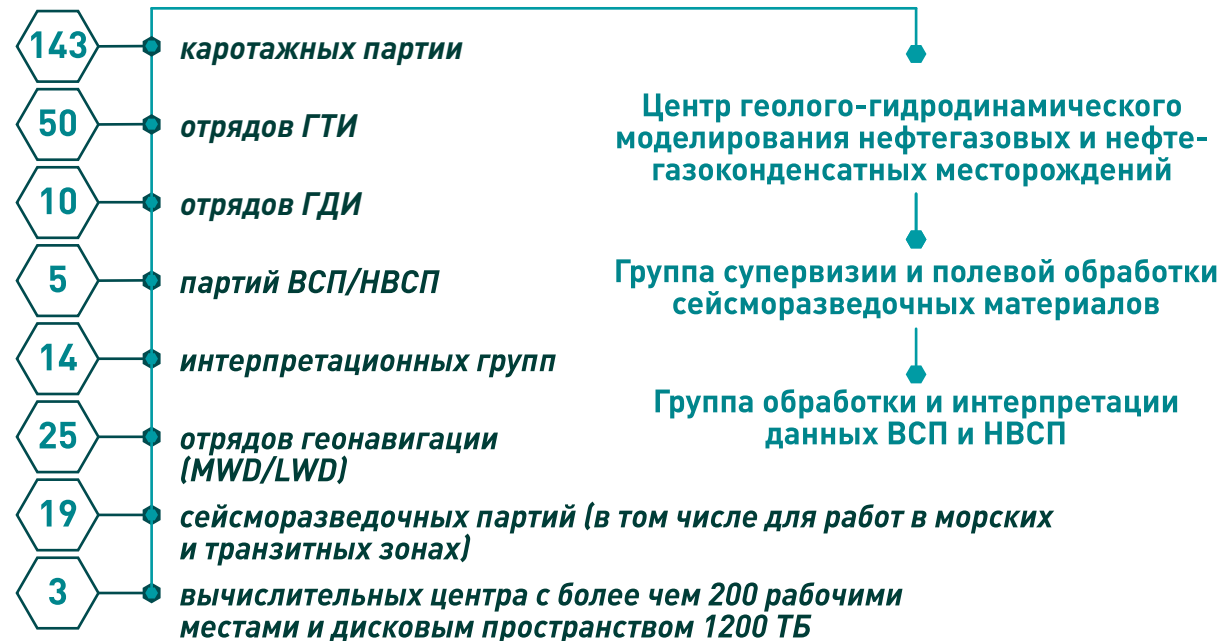 143
каротажных партии
50
отрядов ГТИ
10
отрядов ГДИ
5
партий ВСП/НВСП
14
интерпретационных групп
25
отрядов геонавигации
(MWD/LWD)
19
сейсморазведочных партий (в том числе для работ в морских
и транзитных зонах)
3
вычислительных центра с более чем 200 рабочими
местами и дисковым пространством 1200 ТБ
Центр геолого-гидродинамического
моделирования нефтегазовых и нефте-
газоконденсатных месторождений
Группа супервизии и полевой обработки
сейсморазведочных материалов
Группа обработки и интерпретации
данных ВСП и НВСП